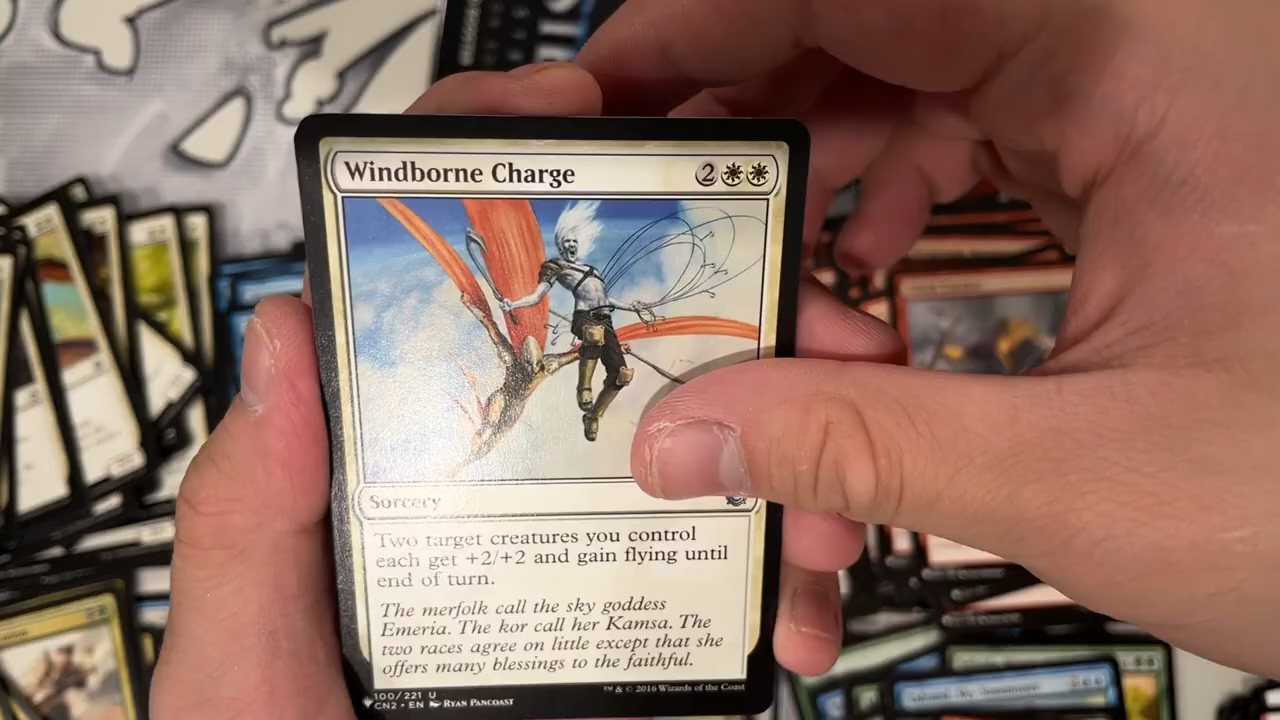 Windborne Charge 2
Sorcery
Two target creatures you control
each get +2/+2 and gain flying until
end of turn.
The merfolk call the sky goddess
Emeria. The kor call her Kamsa. The
two races agree on little except that she
offers many blessings to the faithful.
100/221 U
CN2 • EN RYAN PANCOAST
™ & © 2016 Wizards of the Coast